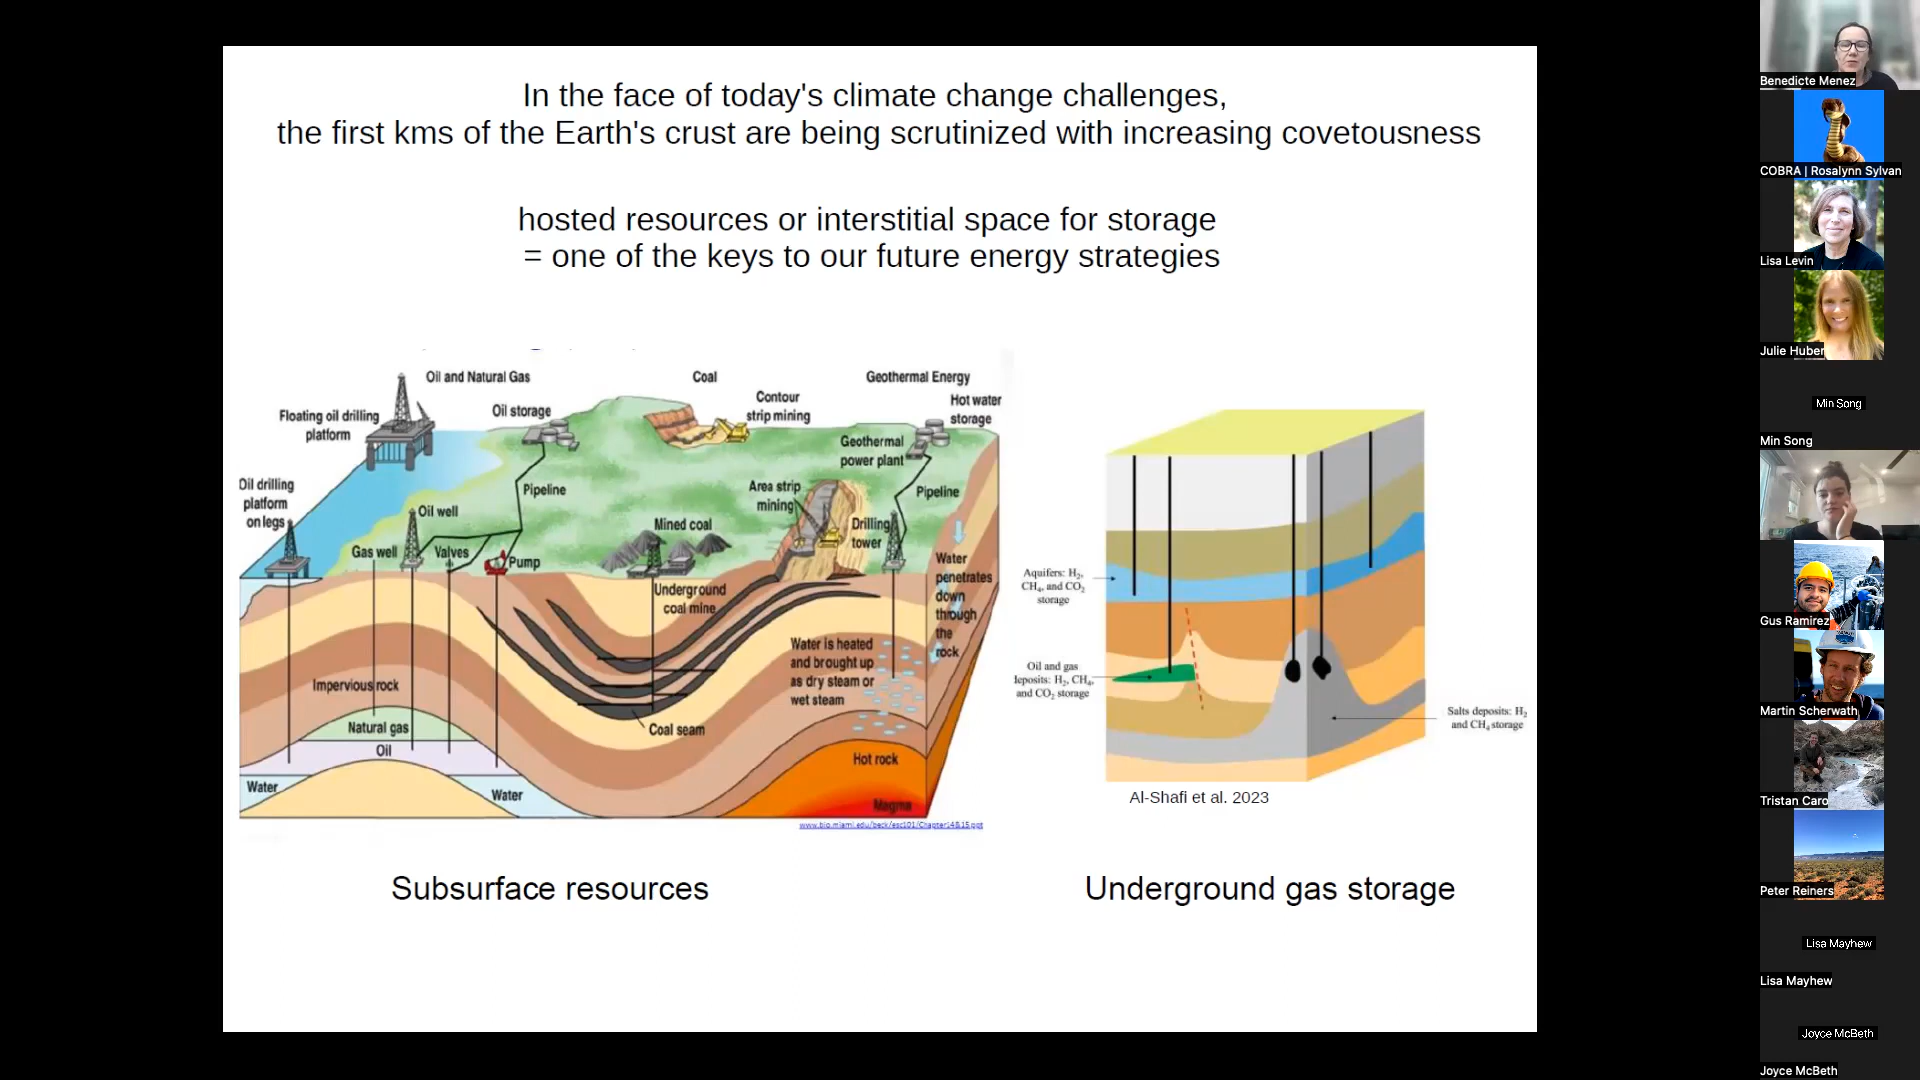 In the face of today's climate change challenges,
the first kms of the Earth's crust are being scrutinized with increasing covetousness
hosted resources or interstitial space for storage
= one of the keys to our future energy strategies
Oil and Natural Gas
Coal
Geothermal Energy
Floating oil drilling
platform
Oil storage
Contour
strip mining
Hot water
storage
Geothermal
power plant
Oil drilling
platform
on legs
Pipeline
Area strip
mining
Pipeline
Oil well
Mined coal
Drilling
tower
Gas well
Valves
Pump
Water
penetrates
down
through
the
rock
Underground
coal mine
Water is heated
and brought up
as dry steam or
wet steam
Impervious rock
Natural gas
Oil
Coal seam
Hot rock
Water
Water
Magma
www.bio.miami.edu/beck/esc101/Chapter14&15.ppt
Aquifers: H2,
CH4, and CO2
storage
Oil and gas
deposits: H2, CH4,
and CO2 storage
Salts deposits: H2
and CH4 storage
Al-Shafi et al. 2023
Subsurface resources
Underground gas storage
Benedicte Menez
COBRA | Rosalynn Sylvan
Lisa Levin
Julie Huber
Min Song
Min Song
Gus Ramirez
Martin Scherwath
Tristan Caro
Peter Reiners
Lisa Mayhew
Lisa Mayhew
Joyce McBeth
Joyce McBeth